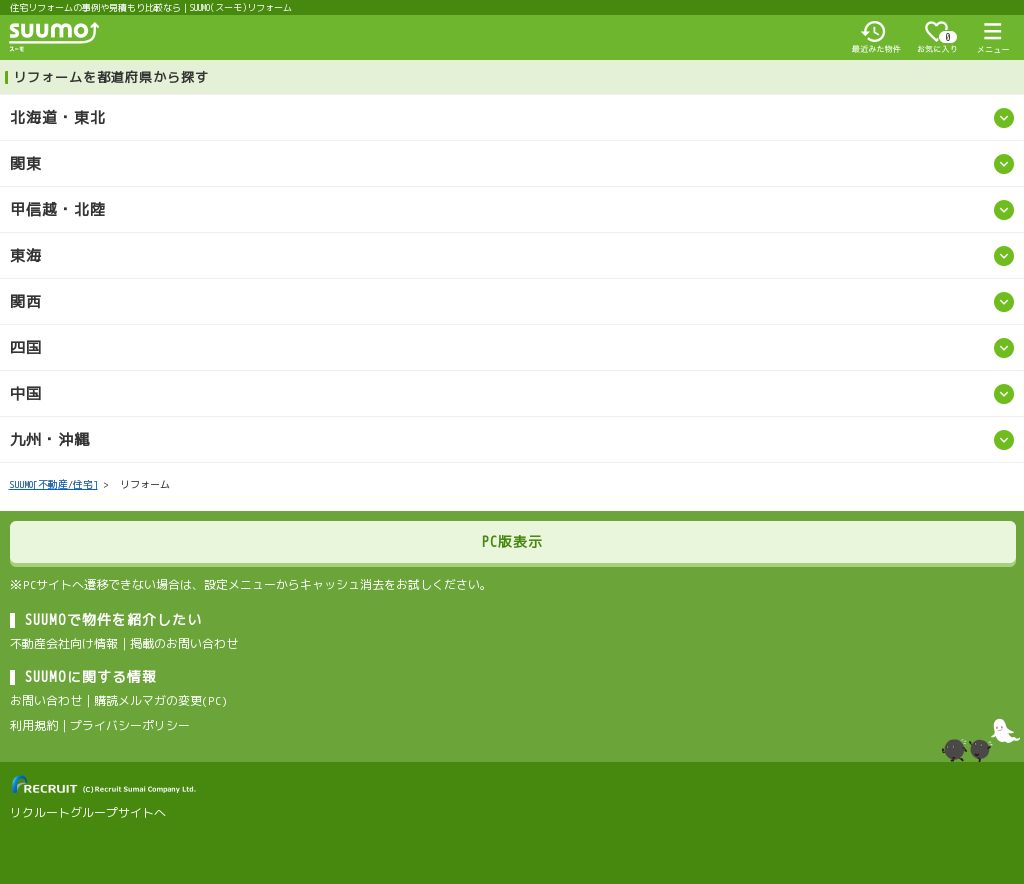 住宅リフォームの事例や見積もり比較なら｜SUUMO(スーモ)リフォーム
suumo
スーモ
最近みた物件
0
お気に入り
メニュー
リフォームを都道府県から探す
北海道・東北
関東
甲信越・北陸
東海
関西
四国
中国
九州・沖縄
SUUMO[不動産/住宅] > リフォーム
PC版表示
※PCサイトへ遷移できない場合は、設定メニューからキャッシュ消去をお試しください。
SUUMOで物件を紹介したい
不動産会社向け情報｜掲載のお問い合わせ
SUUMOに関する情報
お問い合わせ｜購読メルマガの変更(PC)
利用規約｜プライバシーポリシー
RECRUIT (C)Recruit Sumai Company Ltd.
リクルートグループサイトへ